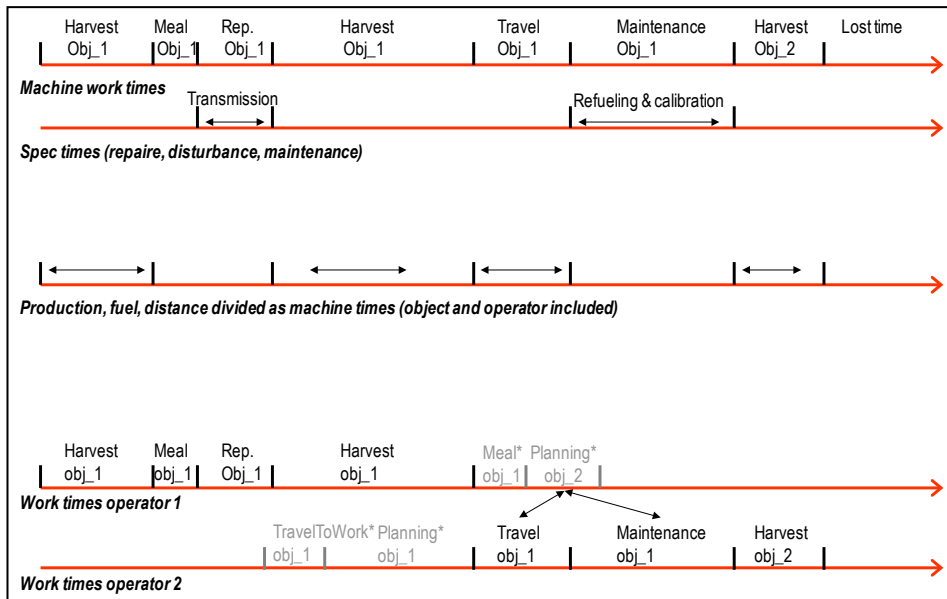 Harvest Meal Rep. Harvest Travel Maintenance Harvest Lost time
Obj_1 Obj_1 Obj_1 Obj_1 Obj_1 Obj_1 Obj_2
Machine work times
Transmission Refueling & calibration
Spec times (repaire, disturbance, maintenance)
Production, fuel, distance divided as machine times (object and operator included)
Harvest Meal Rep. Harvest Meal* Planning*
obj_1 obj_1 Obj_1 obj_1 obj_1 obj_2
Work times operator 1
TravelToWork* Planning* Travel Maintenance Harvest
obj_1 obj_1 obj_1 obj_1 obj_2
Work times operator 2